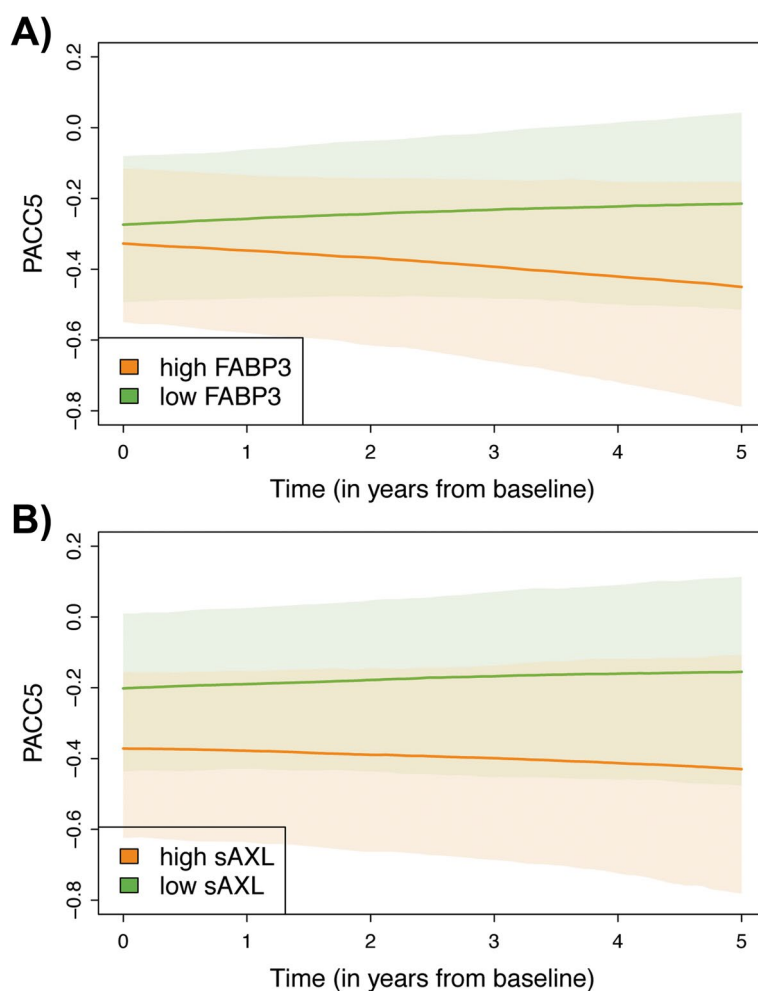 A)
0.2
0.0
−0.2
−0.4
−0.6
−0.8
PACC5
high FABP3
low FABP3
0 1 2 3 4 5
Time (in years from baseline)
B)
0.2
0.0
−0.2
−0.4
−0.6
−0.8
PACC5
high sAXL
low sAXL
0 1 2 3 4 5
Time (in years from baseline)